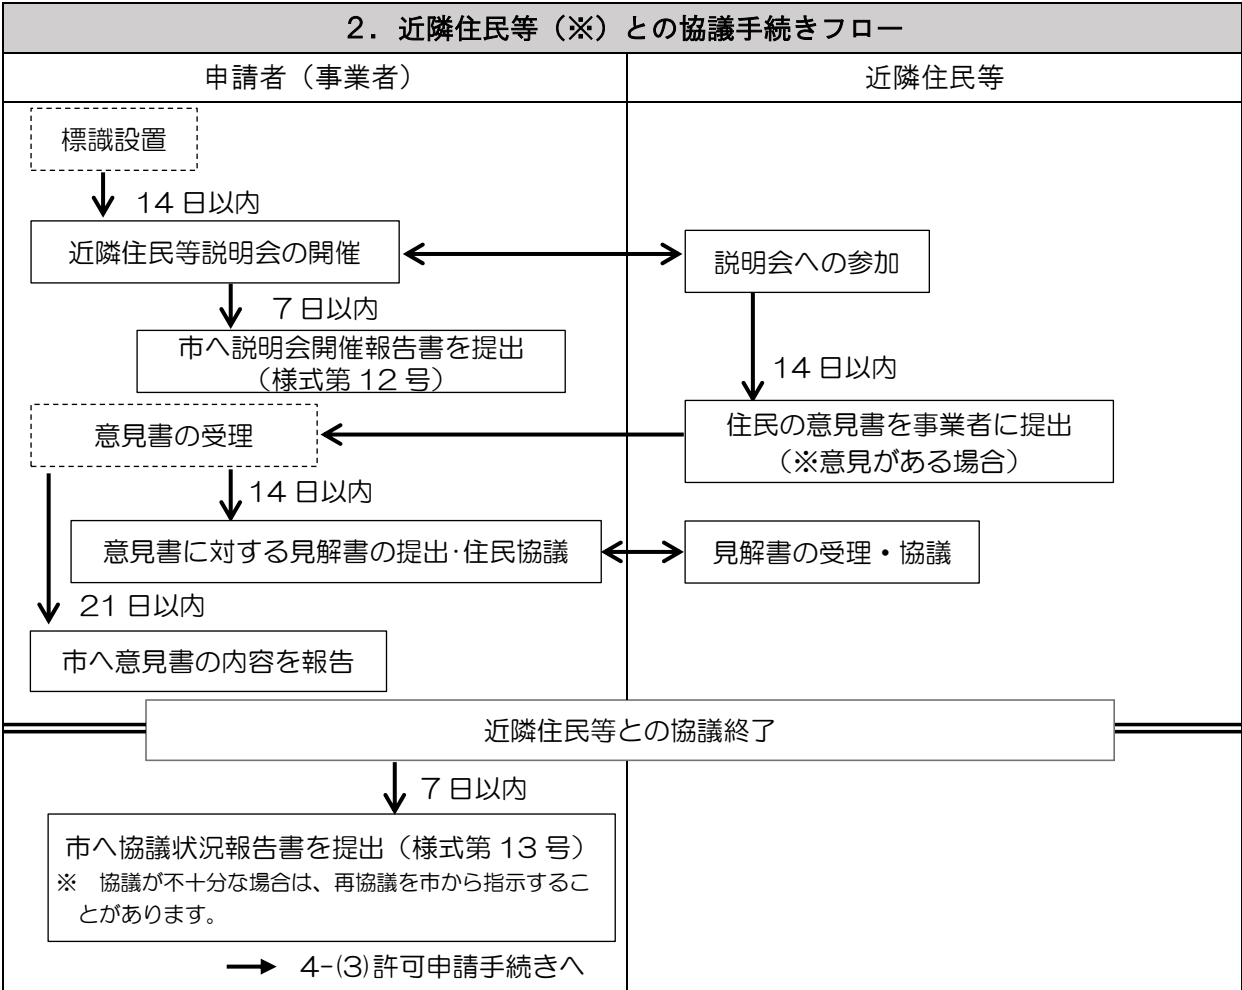 2．近隣住民等（※）との協議手続きフロー
申請者（事業者）
近隣住民等
標識設置
14 日以内
近隣住民等説明会の開催
説明会への参加
7 日以内
市へ説明会開催報告書を提出
（様式第 12 号）
14 日以内
意見書の受理
住民の意見書を事業者に提出
（※意見がある場合）
14 日以内
意見書に対する見解書の提出･住民協議
見解書の受理・協議
21 日以内
市へ意見書の内容を報告
近隣住民等との協議終了
7 日以内
市へ協議状況報告書を提出（様式第 13 号）
※　協議が不十分な場合は、再協議を市から指示するこ
とがあります。
4-(3)許可申請手続きへ